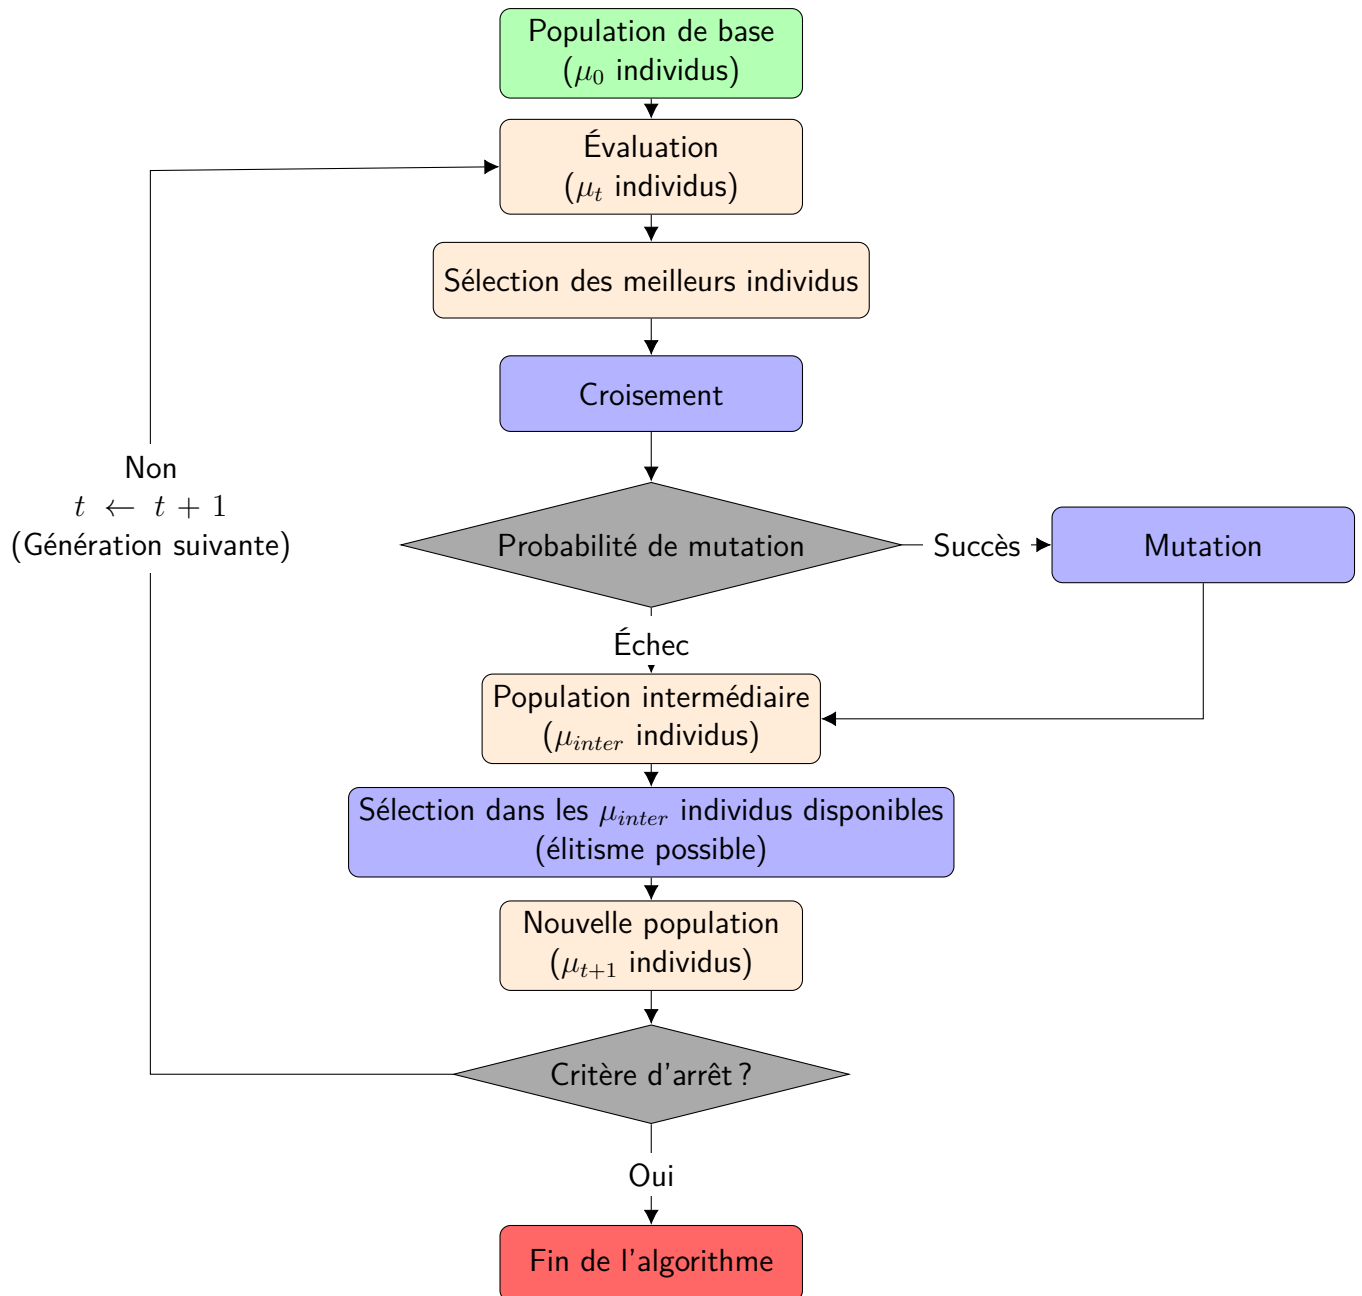 Population de base
(μ₀ individus)
Évaluation
(μₜ individus)
Sélection des meilleurs individus
Croisement
Probabilité de mutation
Succès
Mutation
Non
t ← t + 1
(Génération suivante)
Échec
Population intermédiaire
(μ_inter individus)
Sélection dans les μ_inter individus disponibles
(élitisme possible)
Nouvelle population
(μₜ₊₁ individus)
Critère d'arrêt ?
Oui
Fin de l'algorithme